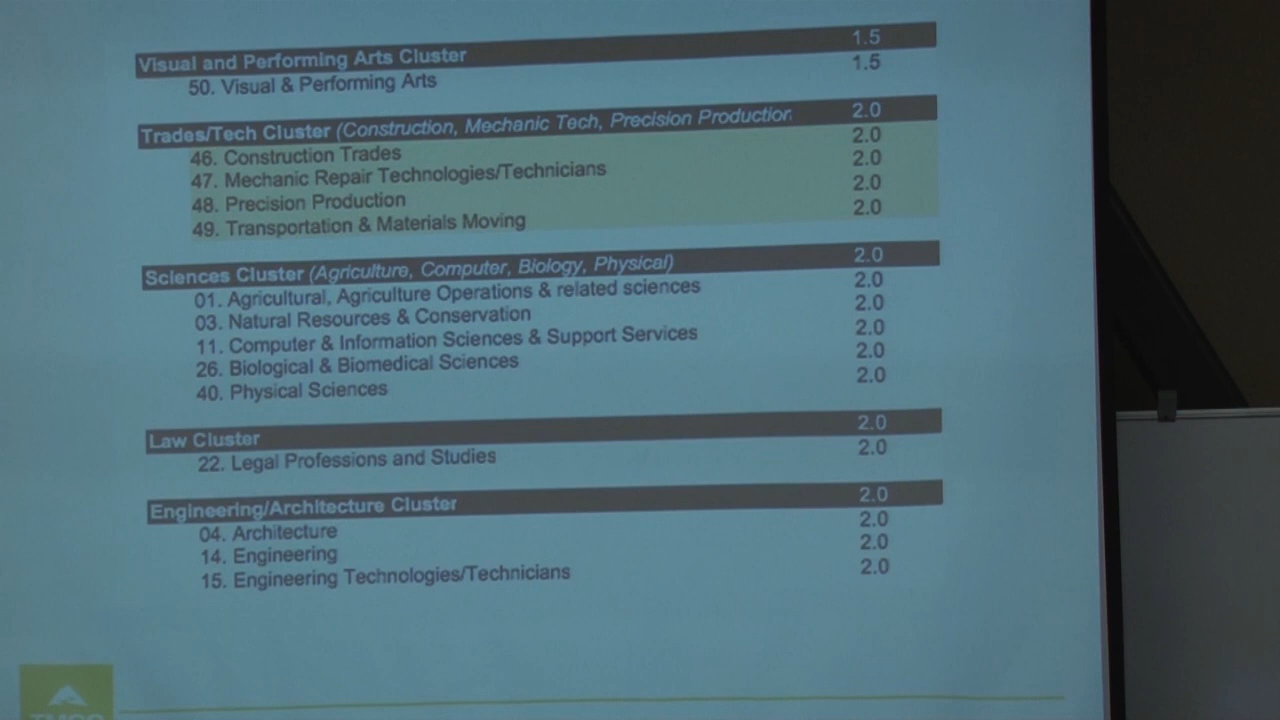 Visual and Performing Arts Cluster 1.5
50. Visual & Performing Arts 1.5
Trades/Tech Cluster (Construction, Mechanic Tech, Precision Production 2.0
46. Construction Trades 2.0
47. Mechanic Repair Technologies/Technicians 2.0
48. Precision Production 2.0
49. Transportation & Materials Moving 2.0
Sciences Cluster (Agriculture, Computer, Biology, Physical) 2.0
01. Agricultural, Agriculture Operations & related sciences 2.0
03. Natural Resources & Conservation 2.0
11. Computer & Information Sciences & Support Services 2.0
26. Biological & Biomedical Sciences 2.0
40. Physical Sciences 2.0
Law Cluster 2.0
22. Legal Professions and Studies 2.0
Engineering/Architecture Cluster 2.0
04. Architecture 2.0
14. Engineering 2.0
15. Engineering Technologies/Technicians 2.0